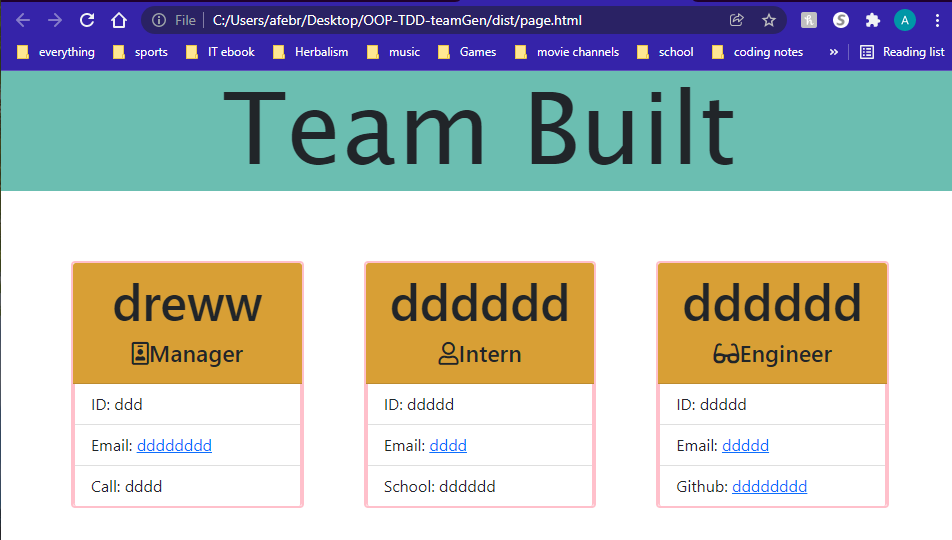 File C:/Users/afebr/Desktop/OOP-TDD-teamGen/dist/page.html
S A
everything sports IT ebook Herbalism music Games movie channels school coding notes » Reading list
Team Built
dreww
Manager
ID: ddd
Email: dddddddd
Call: dddd
dddddd
Intern
ID: ddddd
Email: dddd
School: dddddd
dddddd
Engineer
ID: ddddd
Email: ddddd
Github: dddddddd